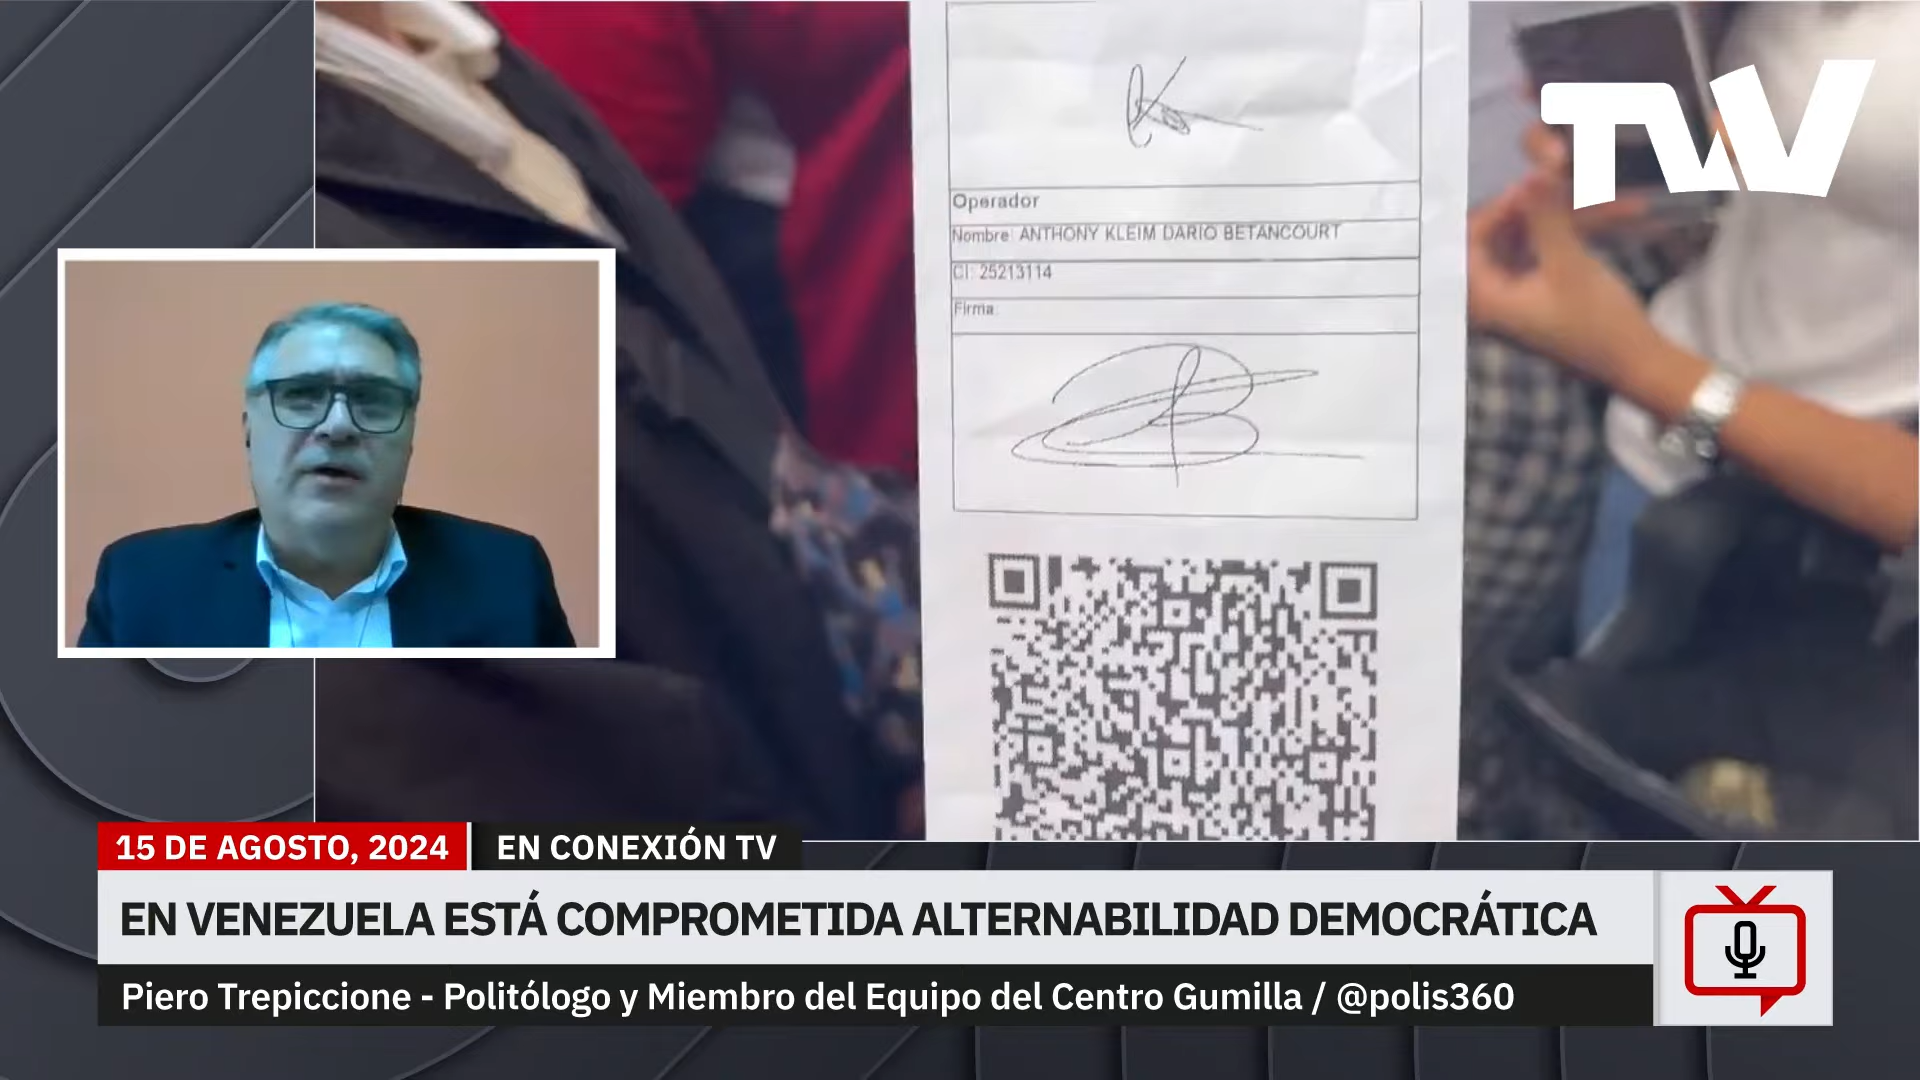 TVV
Operador
Nombre: ANTHONY KLEIM DARIO BETANCOURT
CI: 25213114
Firma:
15 DE AGOSTO, 2024
EN CONEXIÓN TV
EN VENEZUELA ESTÁ COMPROMETIDA ALTERNABILIDAD DEMOCRÁTICA
Piero Trepiccione - Politólogo y Miembro del Equipo del Centro Gumilla / @polis360